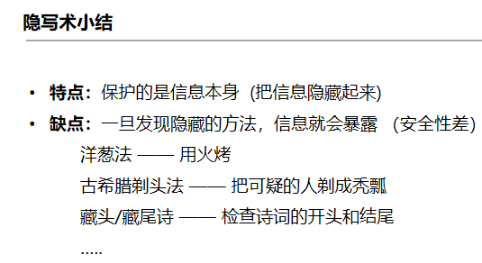 隐写术小结
• 特点：保护的是信息本身 (把信息隐藏起来)
• 缺点：一旦发现隐藏的方法，信息就会暴露 （安全性差）
洋葱法 —— 用火烤
古希腊剃头法 —— 把可疑的人剃成秃瓢
藏头/藏尾诗 —— 检查诗词的开头和结尾
.....